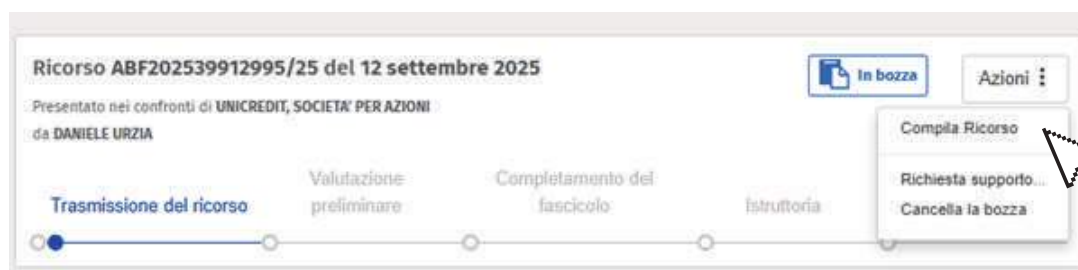 Ricorso ABF202539912995/25 del 12 settembre 2025
In bozza
Azioni
Presentato nei confronti di UNICREDIT, SOCIETA' PER AZIONI
da DANIELE URZIA
Compila Ricorso
Richiesta supporto...
Cancella la bozza
Trasmissione del ricorso
Valutazione
preliminare
Completamento del
fascicolo
Istruttoria